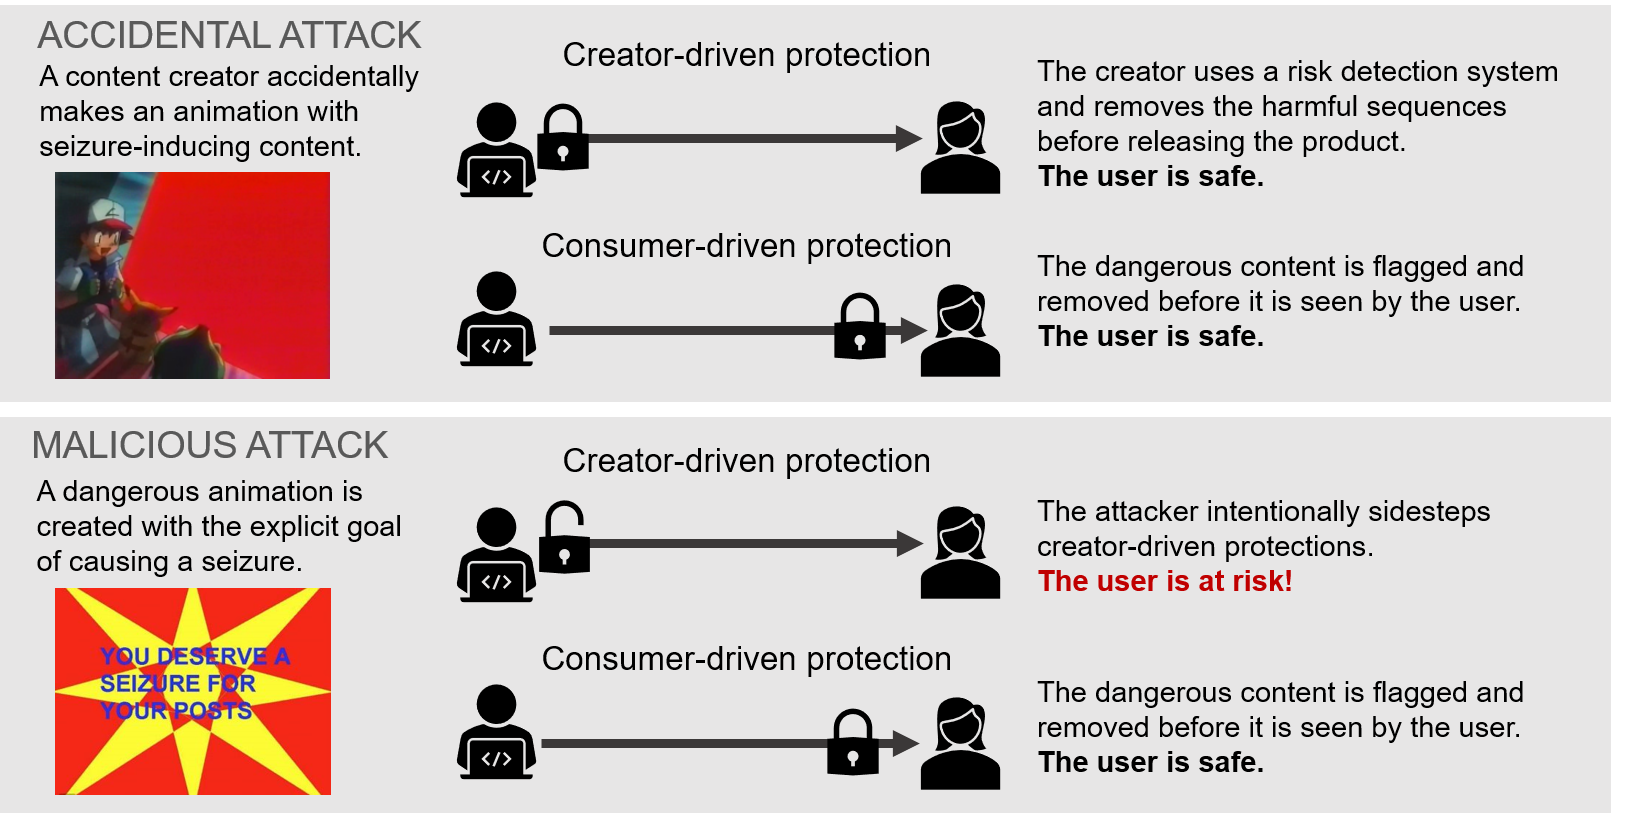 ACCIDENTAL ATTACK
A content creator accidentally
makes an animation with
seizure-inducing content.
Creator-driven protection
</>
The creator uses a risk detection system
and removes the harmful sequences
before releasing the product.
The user is safe.
Consumer-driven protection
</>
The dangerous content is flagged and
removed before it is seen by the user.
The user is safe.
MALICIOUS ATTACK
A dangerous animation is
created with the explicit goal
of causing a seizure.
YOU DESERVE A
SEIZURE FOR
YOUR POSTS
Creator-driven protection
</>
The attacker intentionally sidesteps
creator-driven protections.
The user is at risk!
Consumer-driven protection
</>
The dangerous content is flagged and
removed before it is seen by the user.
The user is safe.